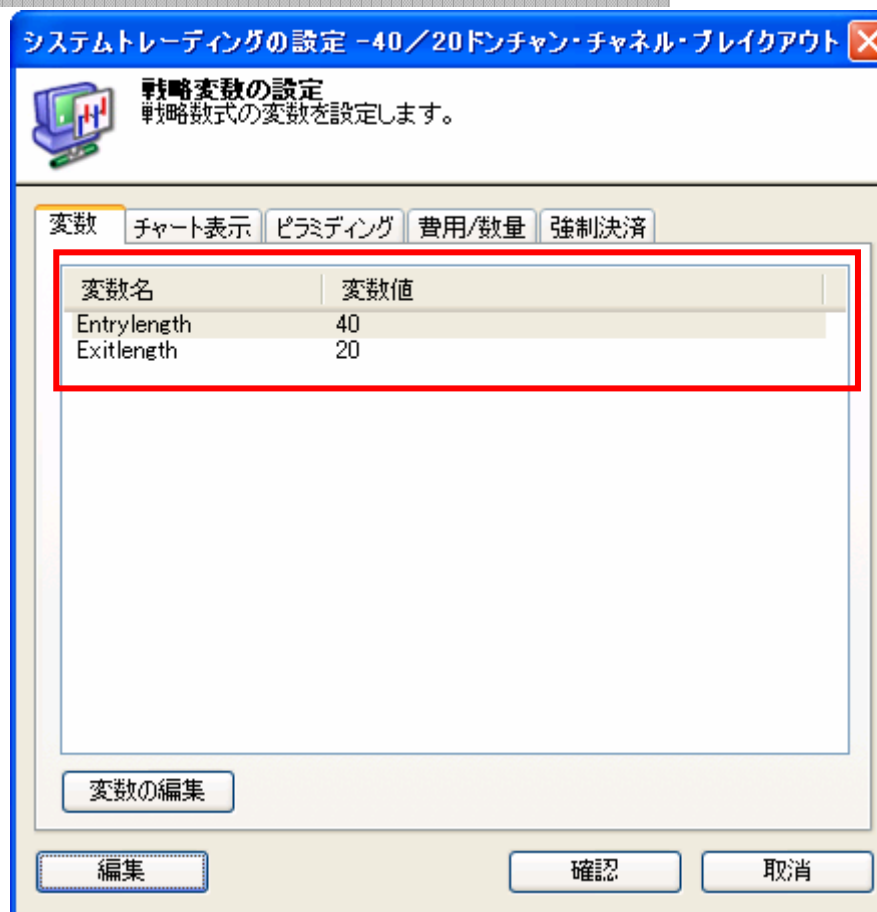 システムトレーディングの設定 -40／20ドンチャン・チャネル・ブレイクアウト
戦略変数の設定
戦略数式の変数を設定します。
変数 チャート表示 ピラミディング 費用/数量 強制決済
変数名 変数値
Entrylength 40
Exitlength 20
変数の編集
編集 確認 取消